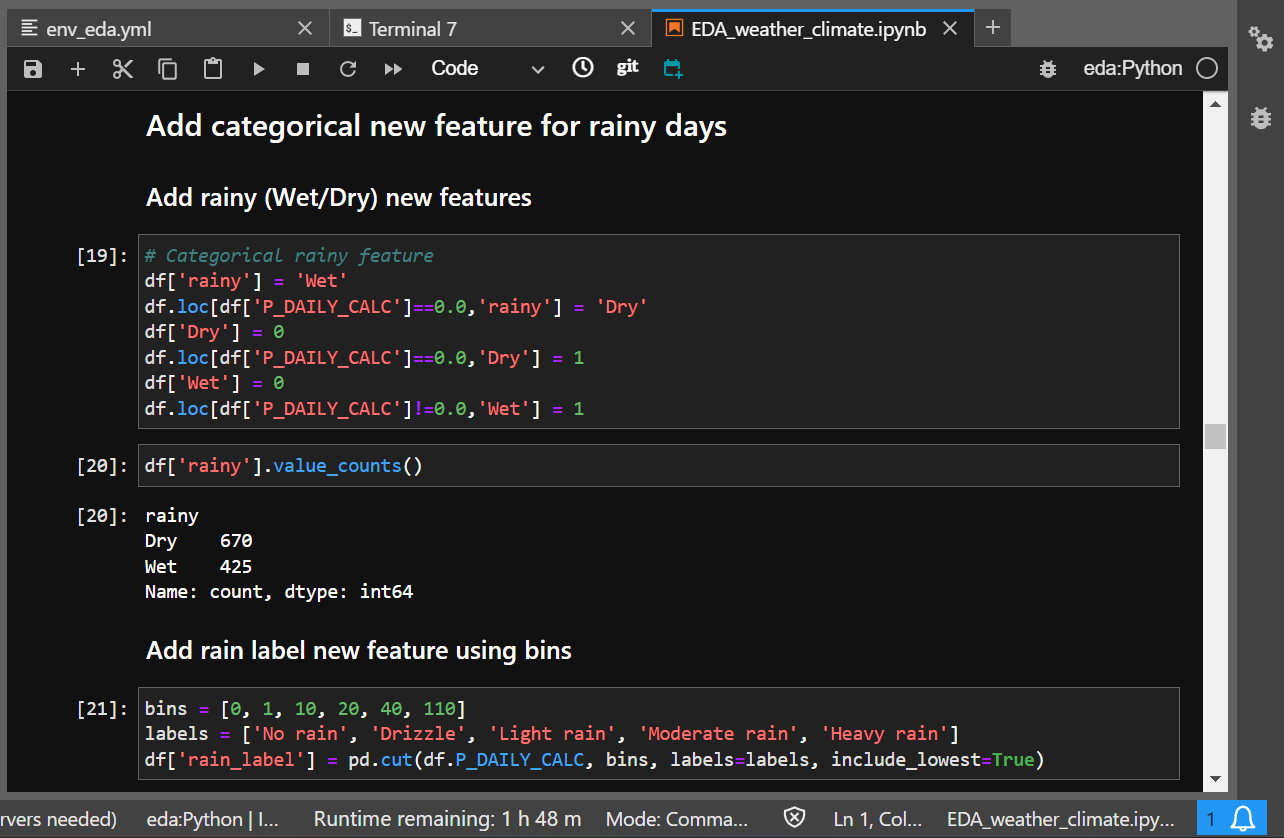 env_eda.yml
Terminal 7
EDA_weather_climate.ipynb
Code
git
eda:Python
Add categorical new feature for rainy days
Add rainy (Wet/Dry) new features
[19]:
# Categorical rainy feature
df['rainy'] = 'Wet'
df.loc[df['P_DAILY_CALC']==0.0,'rainy'] = 'Dry'
df['Dry'] = 0
df.loc[df['P_DAILY_CALC']==0.0,'Dry'] = 1
df['Wet'] = 0
df.loc[df['P_DAILY_CALC']!=0.0,'Wet'] = 1
[20]:
df['rainy'].value_counts()
[20]:
rainy
Dry    670
Wet    425
Name: count, dtype: int64
Add rain label new feature using bins
[21]:
bins = [0, 1, 10, 20, 40, 110]
labels = ['No rain', 'Drizzle', 'Light rain', 'Moderate rain', 'Heavy rain']
df['rain_label'] = pd.cut(df.P_DAILY_CALC, bins, labels=labels, include_lowest=True)
rvers needed)
eda:Python | I...
Runtime remaining: 1 h 48 m
Mode: Comma...
Ln 1, Col...
EDA_weather_climate.ipy...
1